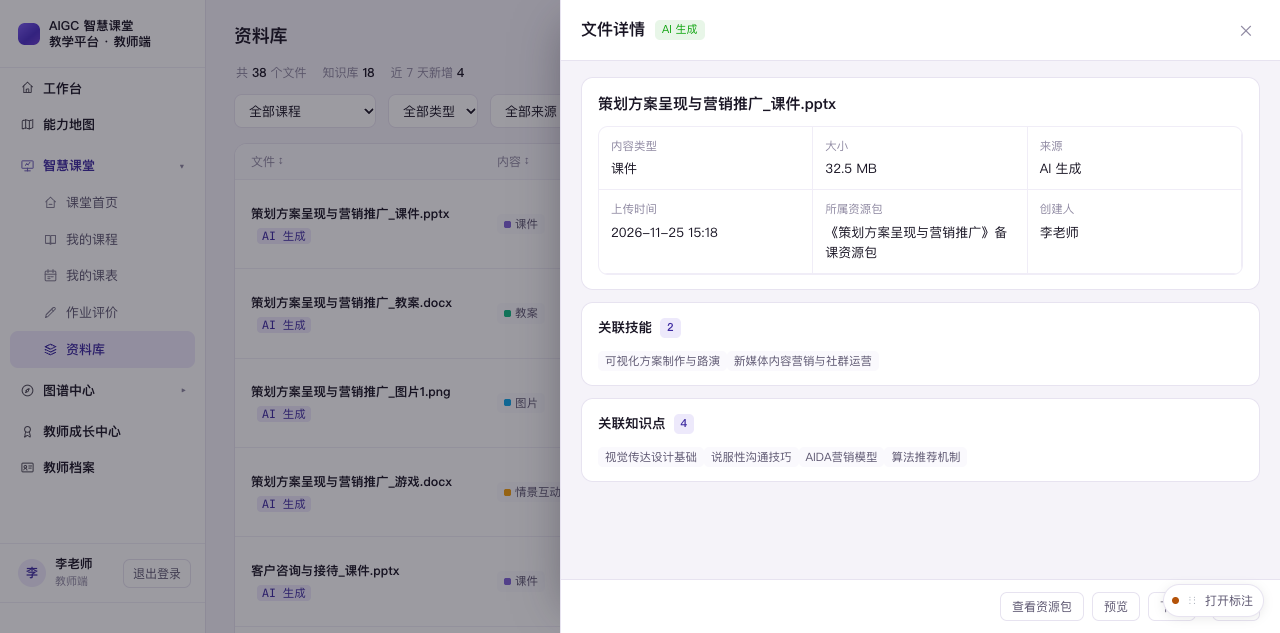 AIGC 智慧课堂
教学平台 · 教师端
工作台
能力地图
智慧课堂
课堂首页
我的课程
我的课表
作业评价
资料库
图谱中心
教师成长中心
教师档案
李
李老师
教师端
退出登录
资料库
共 38 个文件 知识库 18 近 7 天新增 4
全部课程 全部类型 全部来源
文件 内容
策划方案呈现与营销推广_课件.pptx
AI 生成
课件
策划方案呈现与营销推广_教案.docx
AI 生成
教案
策划方案呈现与营销推广_图片1.png
AI 生成
图片
策划方案呈现与营销推广_游戏.docx
AI 生成
情景互动
客户咨询与接待_课件.pptx
AI 生成
课件
文件详情 AI 生成
策划方案呈现与营销推广_课件.pptx
内容类型 大小 来源
课件 32.5 MB AI 生成
上传时间 所属资源包 创建人
2026-11-25 15:18 《策划方案呈现与营销推广》备 李老师
课资源包
关联技能 2
可视化方案制作与路演 新媒体内容营销与社群运营
关联知识点 4
视觉传达设计基础 说服性沟通技巧 AIDA营销模型 算法推荐机制
查看资源包 预览 打开标注